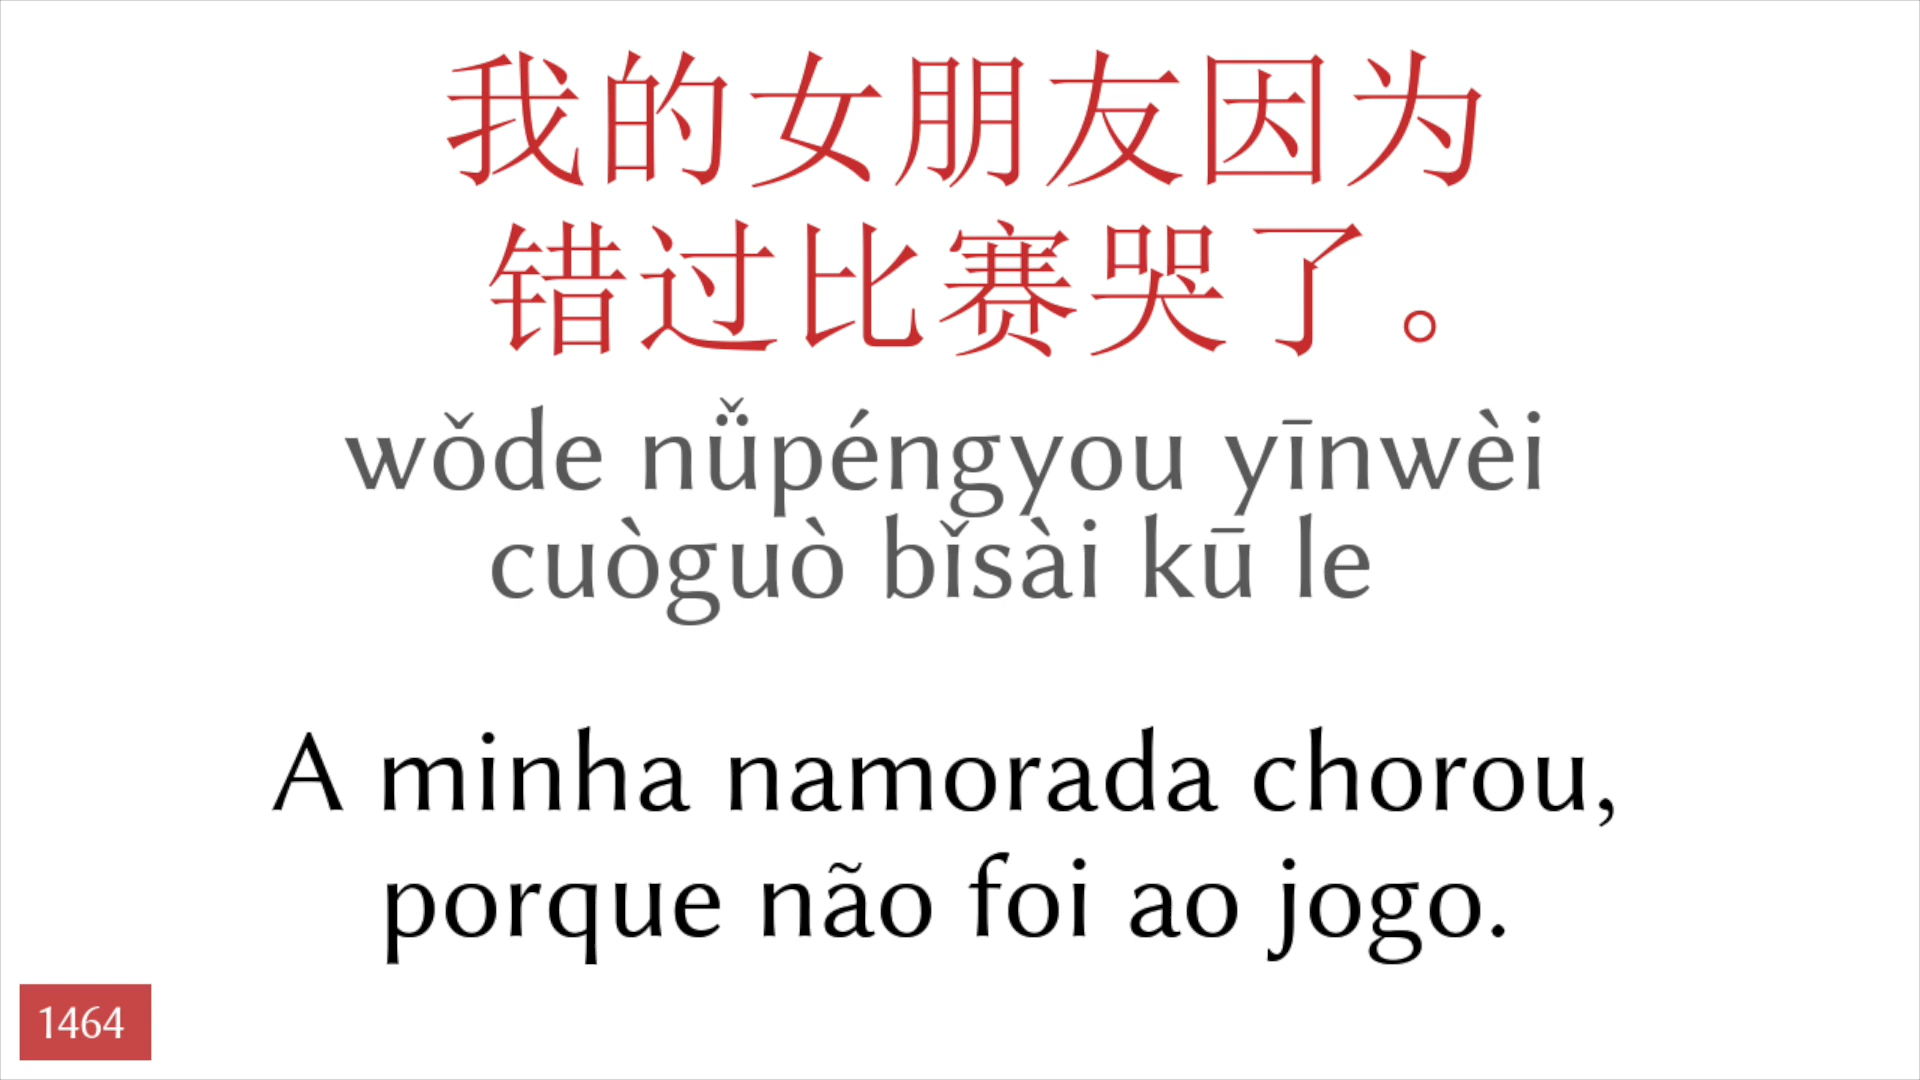 我的女朋友因为
错过比赛哭了。
wǒde nǚpéngyou yīnwèi
cuòguò bǐsài kū le
A minha namorada chorou,
porque não foi ao jogo.
1464